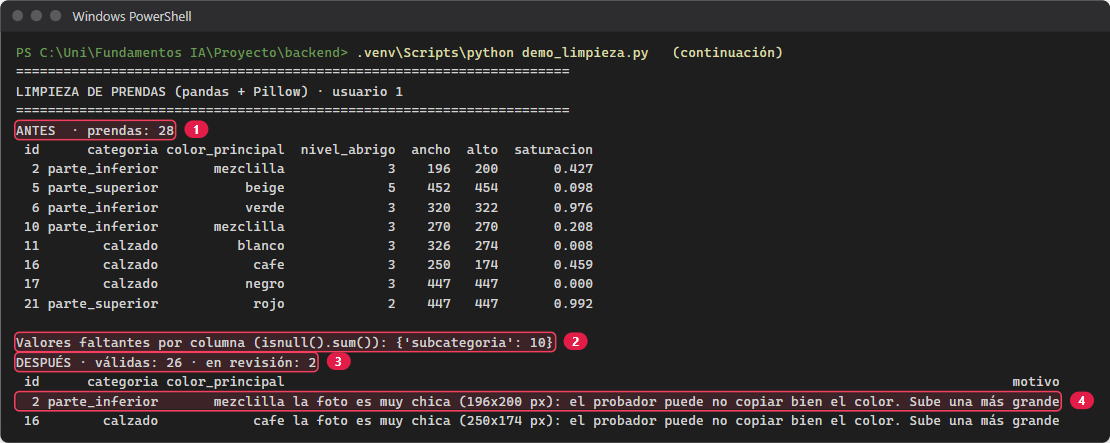 Windows PowerShell
PS C:\Uni\Fundamentos IA\Proyecto\backend> .venv\Scripts\python demo_limpieza.py   (continuación)
======================================================================
LIMPIEZA DE PRENDAS (pandas + Pillow) · usuario 1
======================================================================
ANTES  · prendas: 28 1
 id      categoria color_principal  nivel_abrigo  ancho  alto  saturacion
  2 parte_inferior       mezclilla             3    196   200       0.427
  5 parte_superior           beige             5    452   454       0.098
  6 parte_inferior           verde             3    320   322       0.976
 10 parte_inferior       mezclilla             3    270   270       0.208
 11        calzado          blanco             3    326   274       0.008
 16        calzado            cafe             3    250   174       0.459
 17        calzado           negro             3    447   447       0.000
 21 parte_superior            rojo             2    447   447       0.992
Valores faltantes por columna (isnull().sum()): {'subcategoria': 10} 2
DESPUÉS · válidas: 26 · en revisión: 2 3
 id      categoria color_principal                                                                                               motivo
  2 parte_inferior       mezclilla la foto es muy chica (196x200 px): el probador puede no copiar bien el color. Sube una más grande 4
 16        calzado            cafe la foto es muy chica (250x174 px): el probador puede no copiar bien el color. Sube una más grande